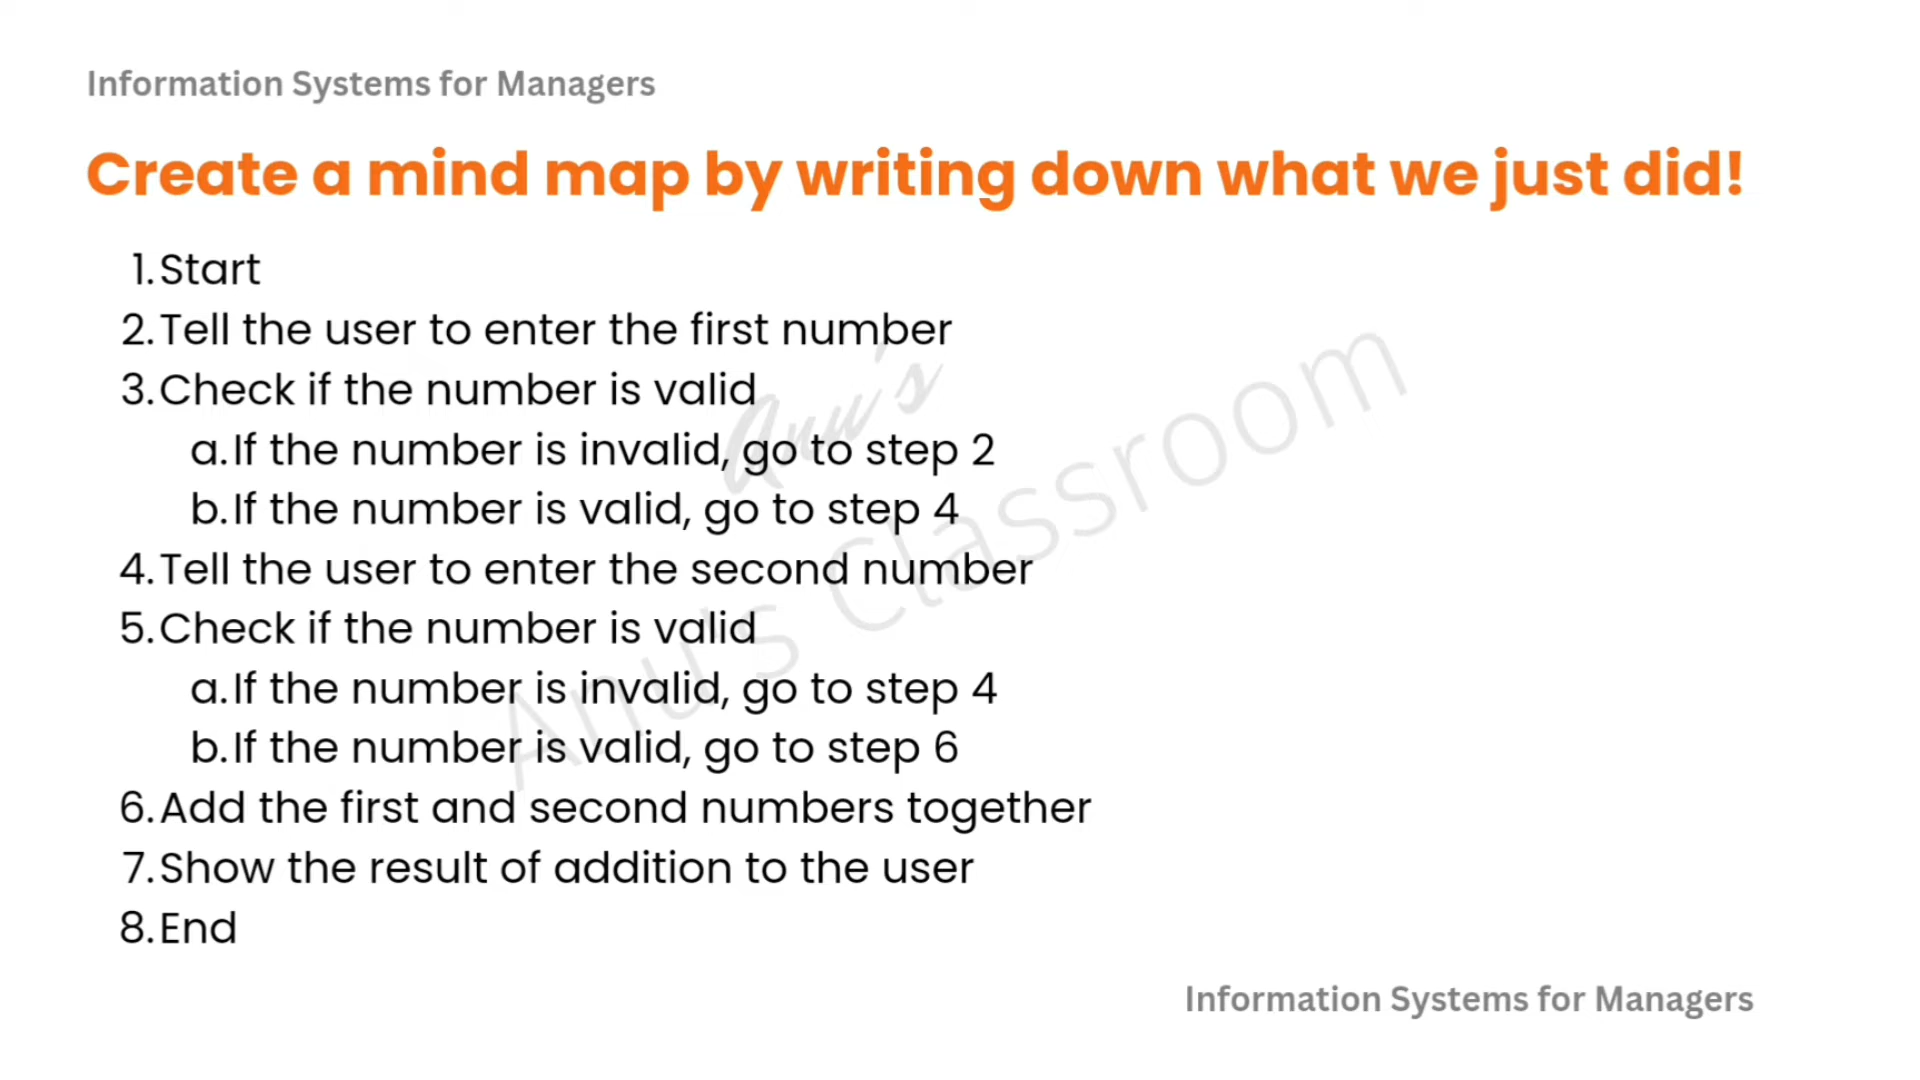 Information Systems for Managers
Create a mind map by writing down what we just did!
1. Start
2. Tell the user to enter the first number
3. Check if the number is valid
a. If the number is invalid, go to step 2
b. If the number is valid, go to step 4
4. Tell the user to enter the second number
5. Check if the number is valid
a. If the number is invalid, go to step 4
b. If the number is valid, go to step 6
6. Add the first and second numbers together
7. Show the result of addition to the user
8. End
Anu's
Anu's Classroom
Information Systems for Managers